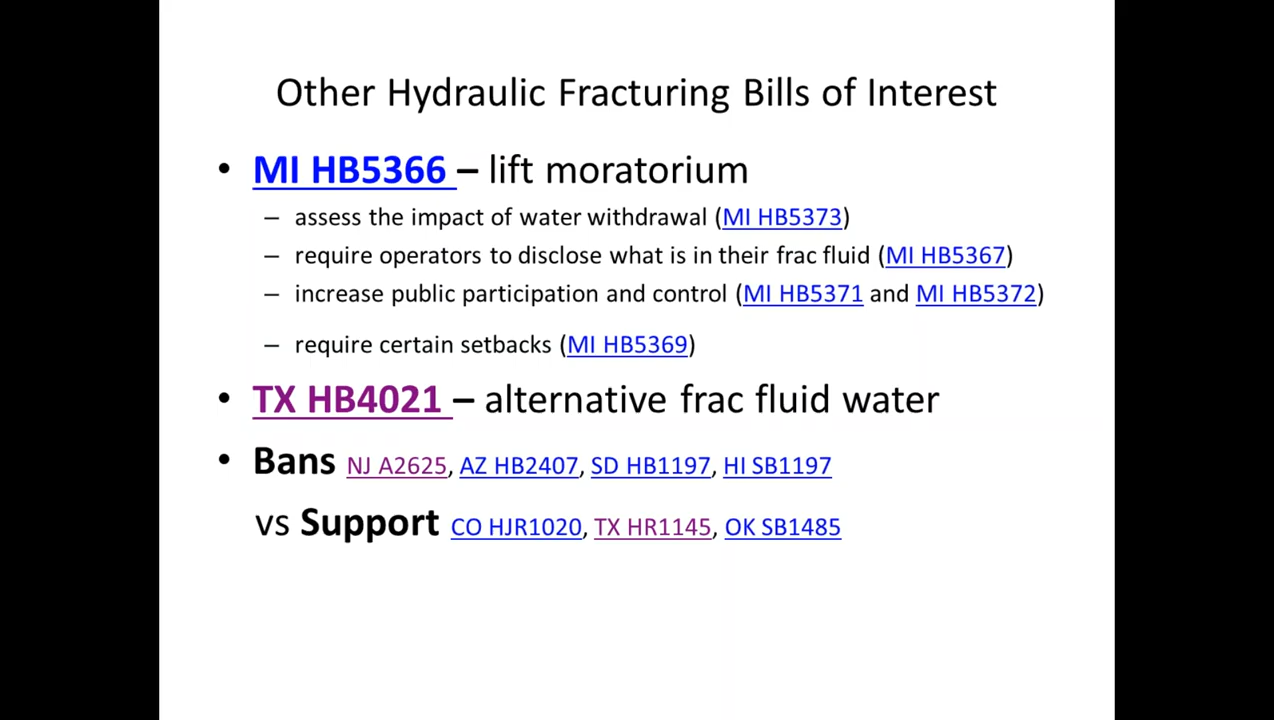 Other Hydraulic Fracturing Bills of Interest
• MI HB5366 – lift moratorium
– assess the impact of water withdrawal (MI HB5373)
– require operators to disclose what is in their frac fluid (MI HB5367)
– increase public participation and control (MI HB5371 and MI HB5372)
– require certain setbacks (MI HB5369)
• TX HB4021 – alternative frac fluid water
• Bans NJ A2625, AZ HB2407, SD HB1197, HI SB1197
vs Support CO HJR1020, TX HR1145, OK SB1485